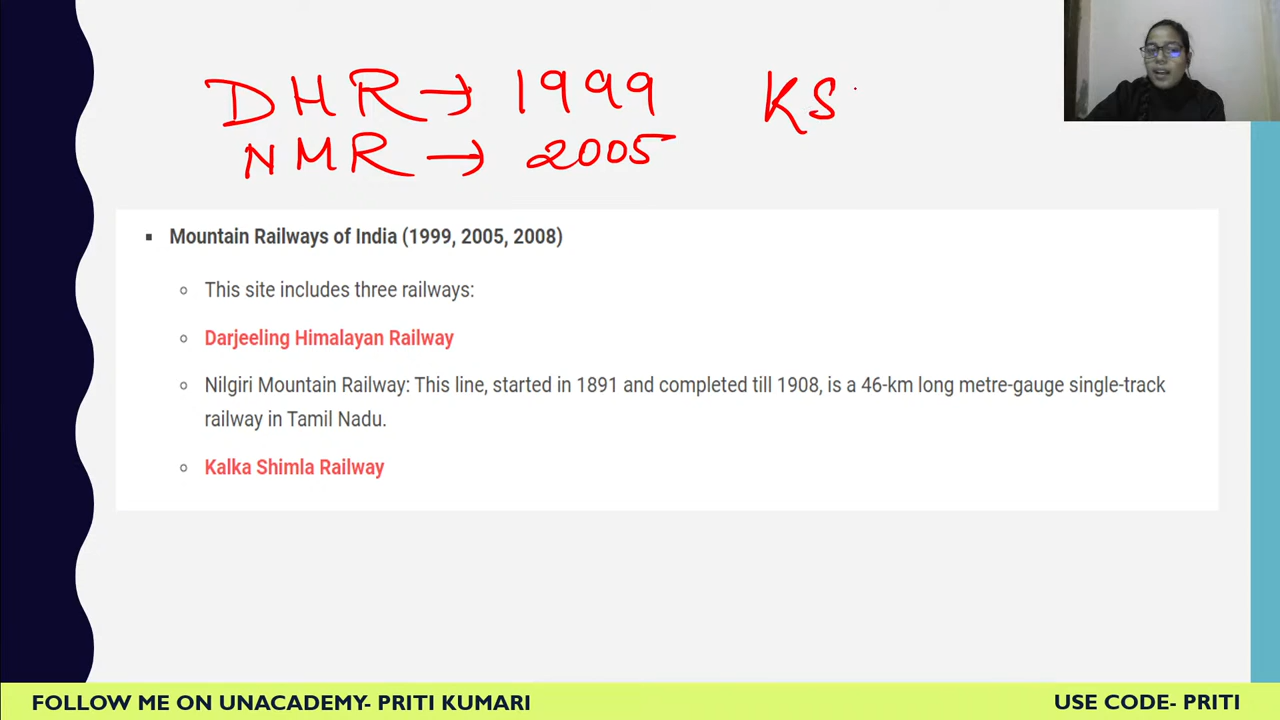 DHR → 1999 KS
NMR → 2005
▪ Mountain Railways of India (1999, 2005, 2008)
○ This site includes three railways:
○ Darjeeling Himalayan Railway
○ Nilgiri Mountain Railway: This line, started in 1891 and completed till 1908, is a 46-km long metre-gauge single-track
railway in Tamil Nadu.
○ Kalka Shimla Railway
FOLLOW ME ON UNACADEMY- PRITI KUMARI USE CODE- PRITI